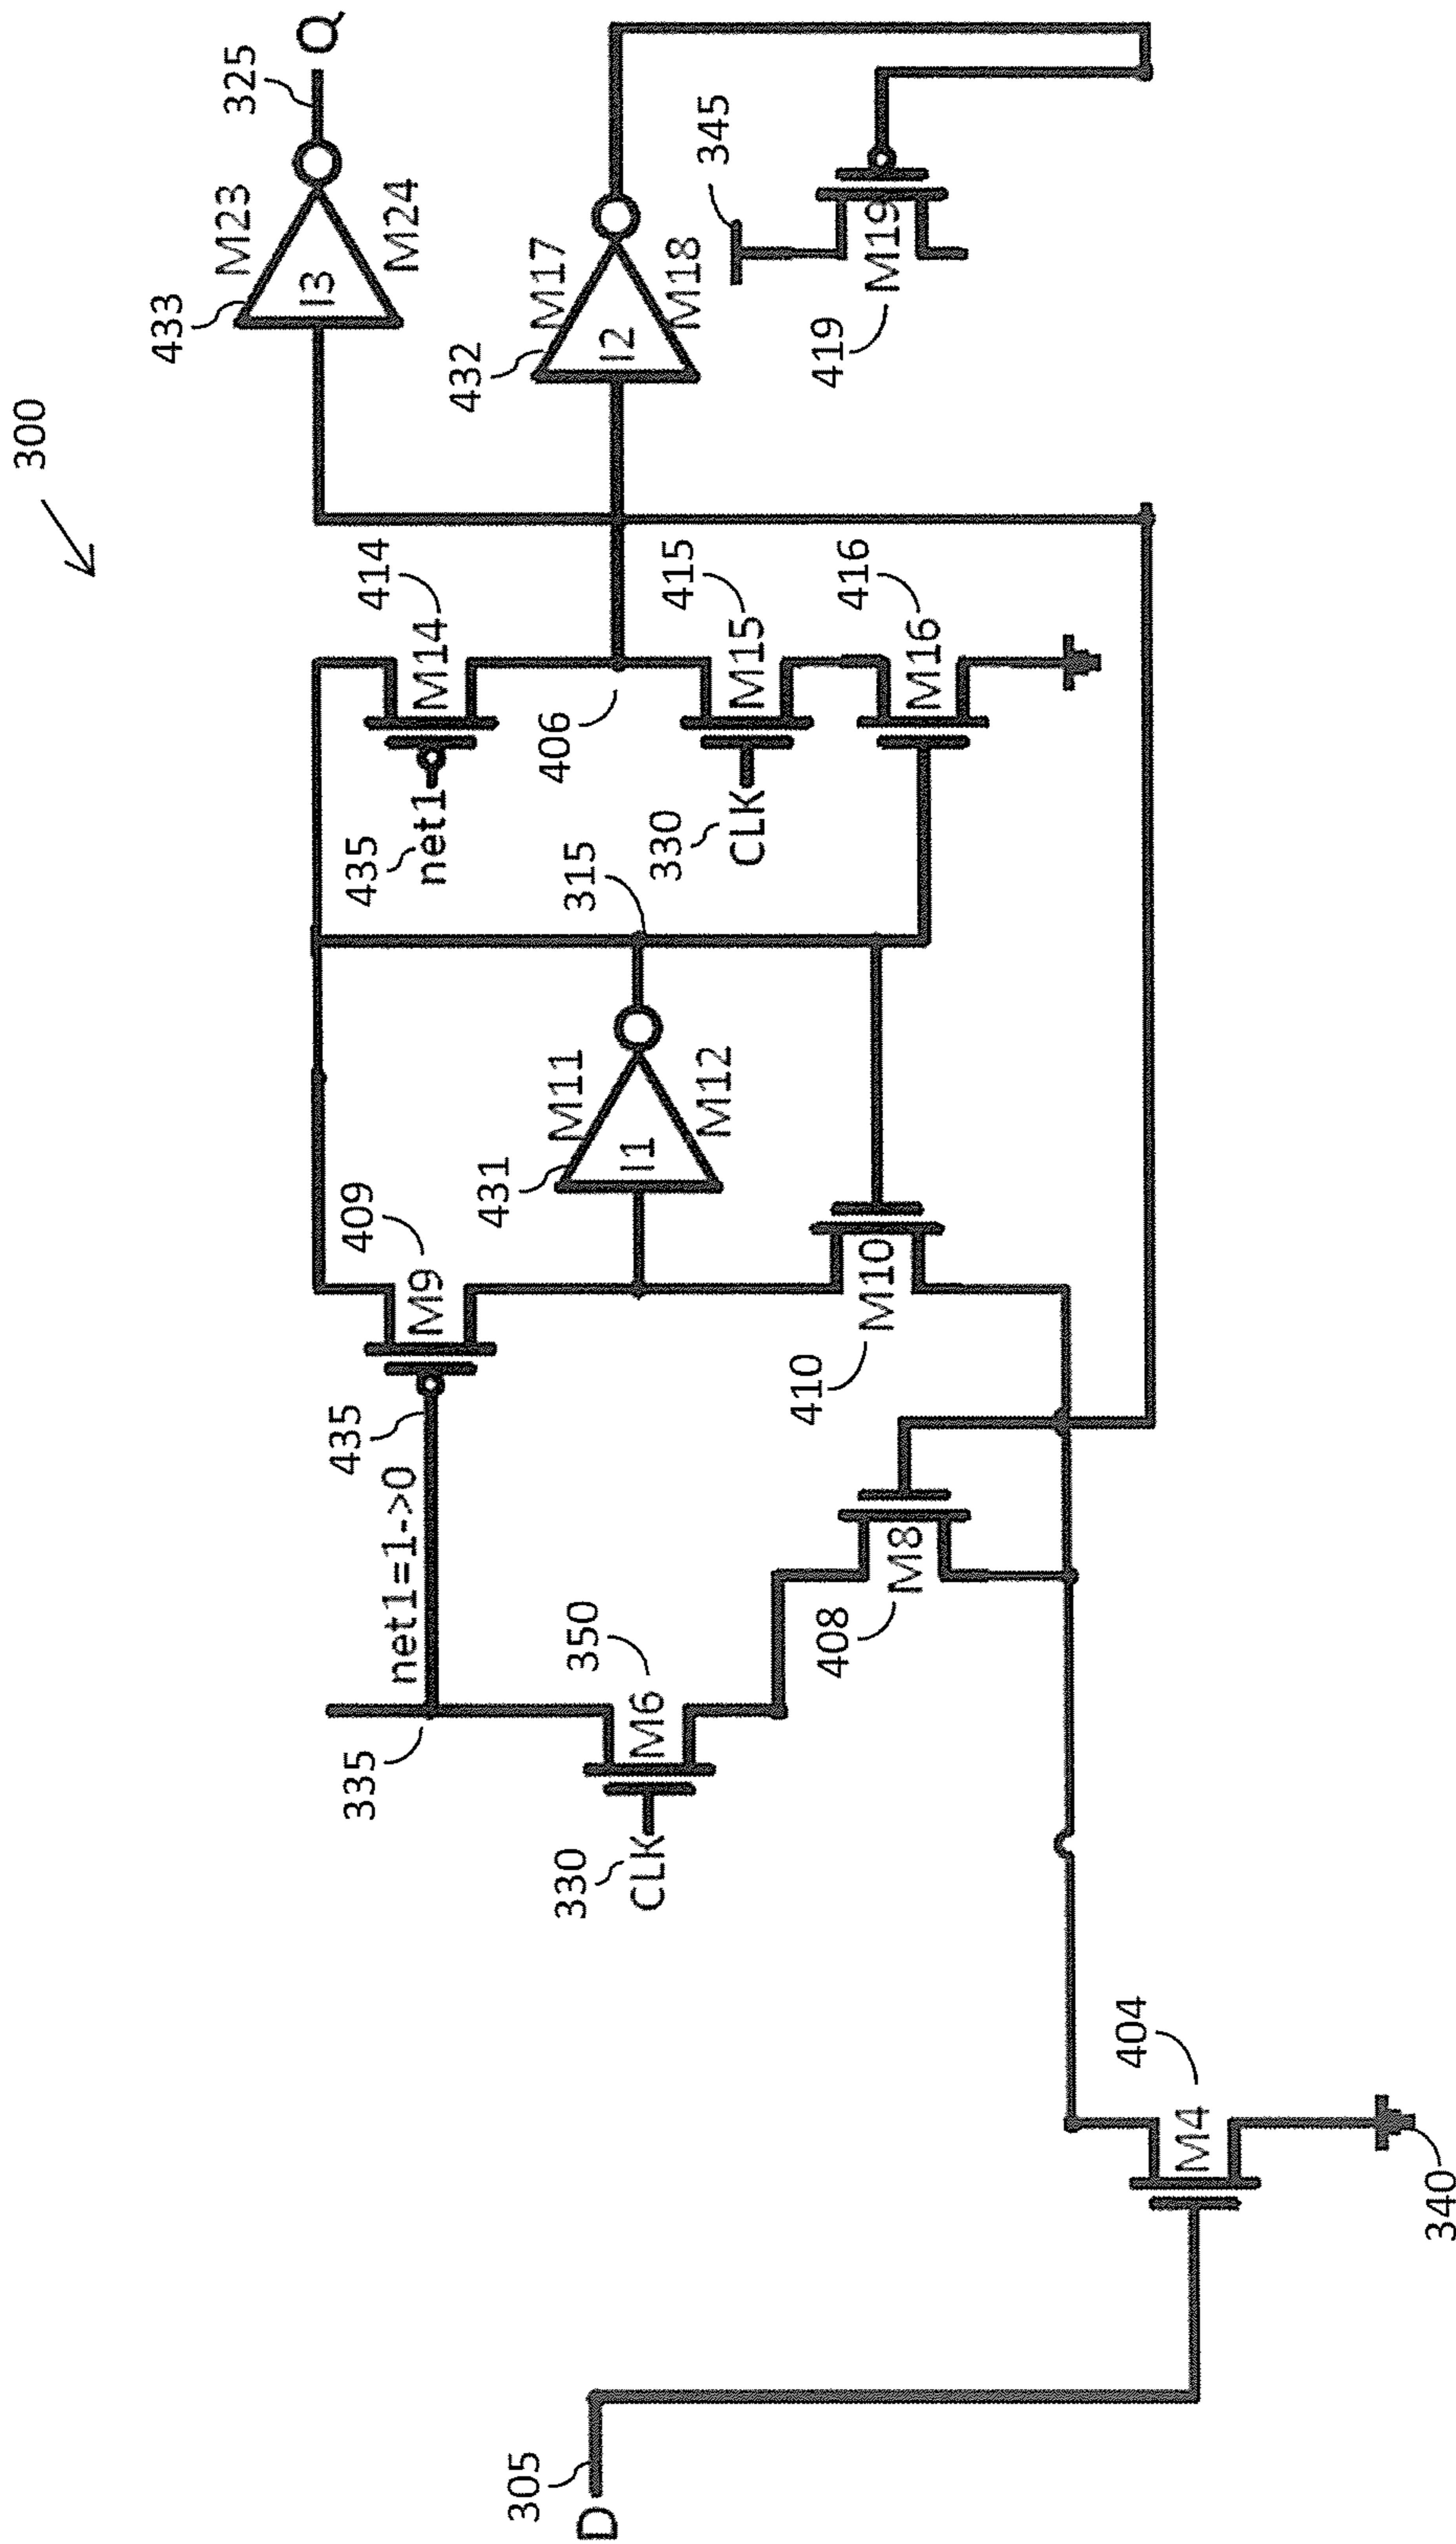 300
D
305
340
M4
404
335
330
CLK
M6
350
net1=1->0
435
M9
409
408
M8
410
M10
431
I1
M11
M12
315
435
net1
M14
414
406
330
CLK
M15
415
M16
416
433
I3
M23
M24
325
Q
432
I2
M17
M18
345
419
M19